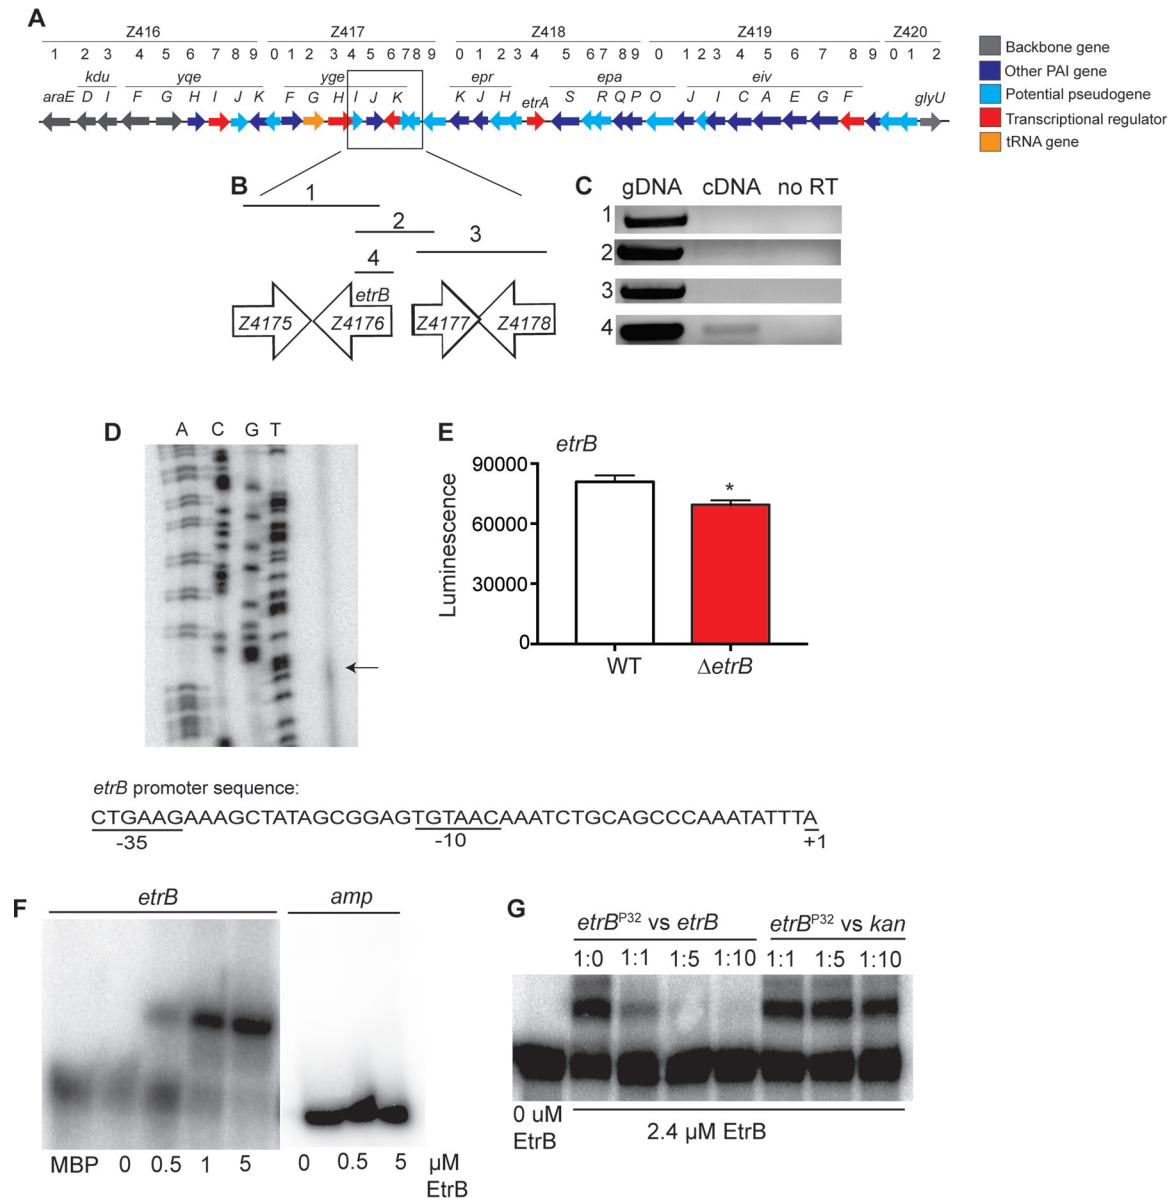 A
Z416 Z417 Z418 Z419 Z420
1 2 3 4 5 6 7 8 9 0 1 2 3 4 5 6 7 8 9 0 1 2 3 4 5 6 7 8 9 0 1 2 3 4 5 6 7 8 9 0 1 2
kdu yqe yge epr epa eiv
araE D I F G H I J K F G H I J K K J H etrA S R Q P O J I C A E G F glyU
Backbone gene
Other PAI gene
Potential pseudogene
Transcriptional regulator
tRNA gene
B
1
2
3
4
etrB
Z4175 Z4176 Z4177 Z4178
C
gDNA cDNA no RT
1
2
3
4
D
A C G T
E
etrB
Luminescence
90000
60000
30000
0
*
WT ΔetrB
etrB promoter sequence:
CTGAAGAAAGCTATAGCGGAGTGTAACAAATCTGCAGCCCAAATATTTA
-35 -10 +1
F
etrB amp
MBP 0 0.5 1 5 0 0.5 5 µM
EtrB
G
etrBP32 vs etrB etrBP32 vs kan
1:0 1:1 1:5 1:10 1:1 1:5 1:10
0 uM
EtrB
2.4 µM EtrB